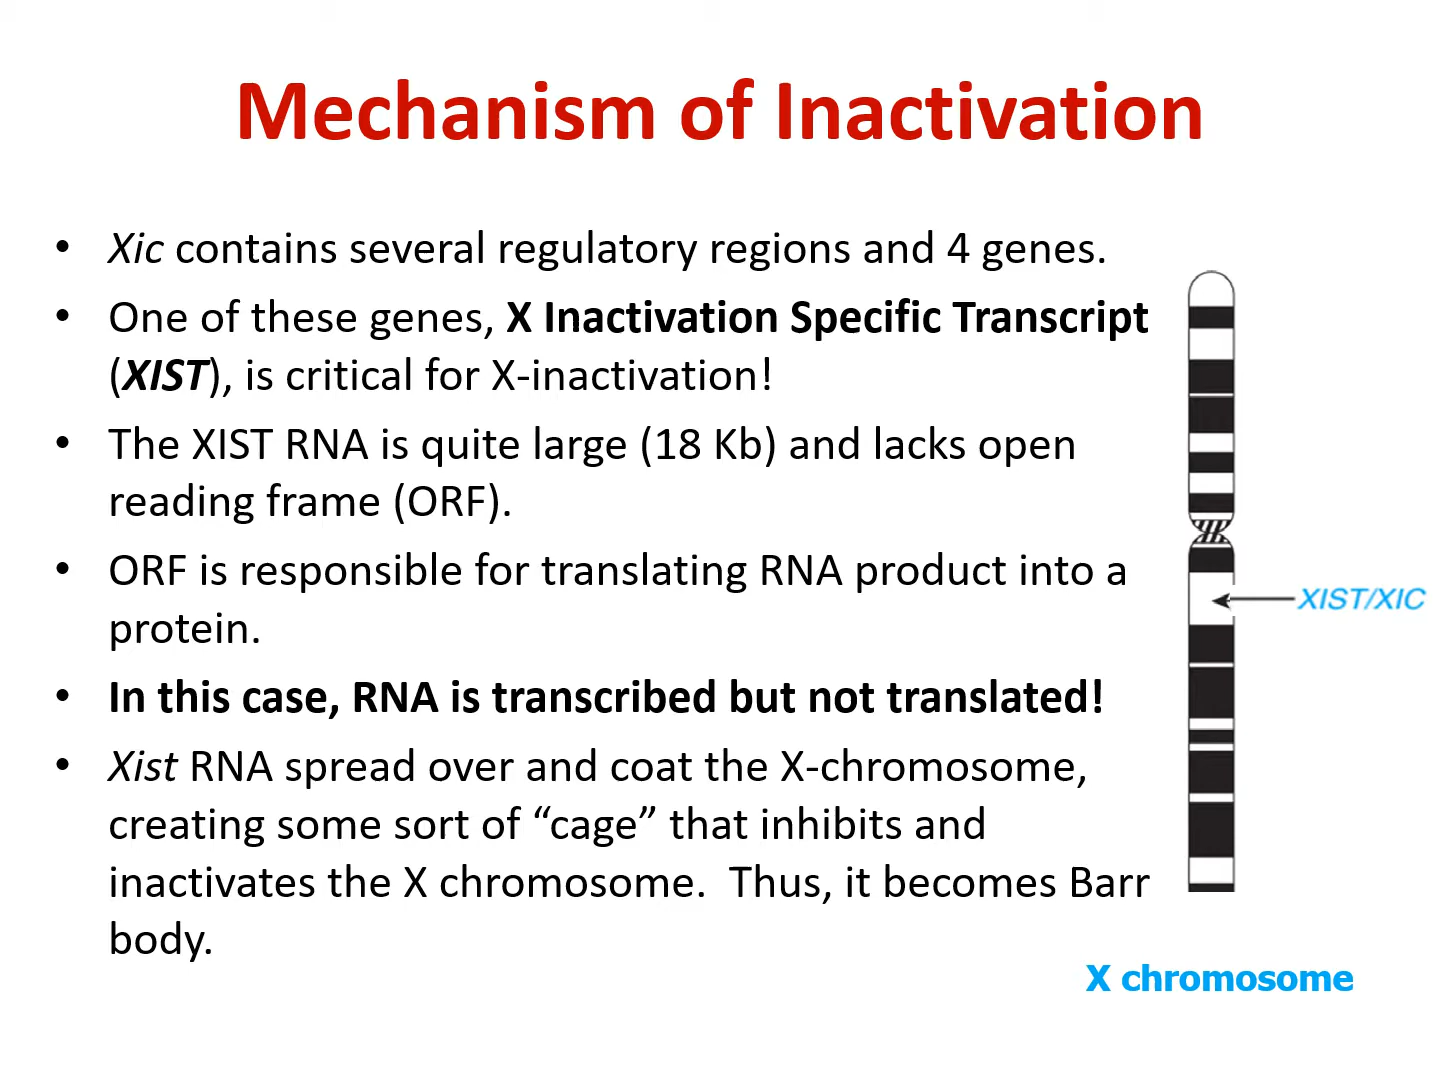 Mechanism of Inactivation
• Xic contains several regulatory regions and 4 genes.
• One of these genes, X Inactivation Specific Transcript
(XIST), is critical for X-inactivation!
• The XIST RNA is quite large (18 Kb) and lacks open
reading frame (ORF).
• ORF is responsible for translating RNA product into a
protein.
• In this case, RNA is transcribed but not translated!
• Xist RNA spread over and coat the X-chromosome,
creating some sort of “cage” that inhibits and
inactivates the X chromosome.  Thus, it becomes Barr
body.
XIST/XIC
X chromosome